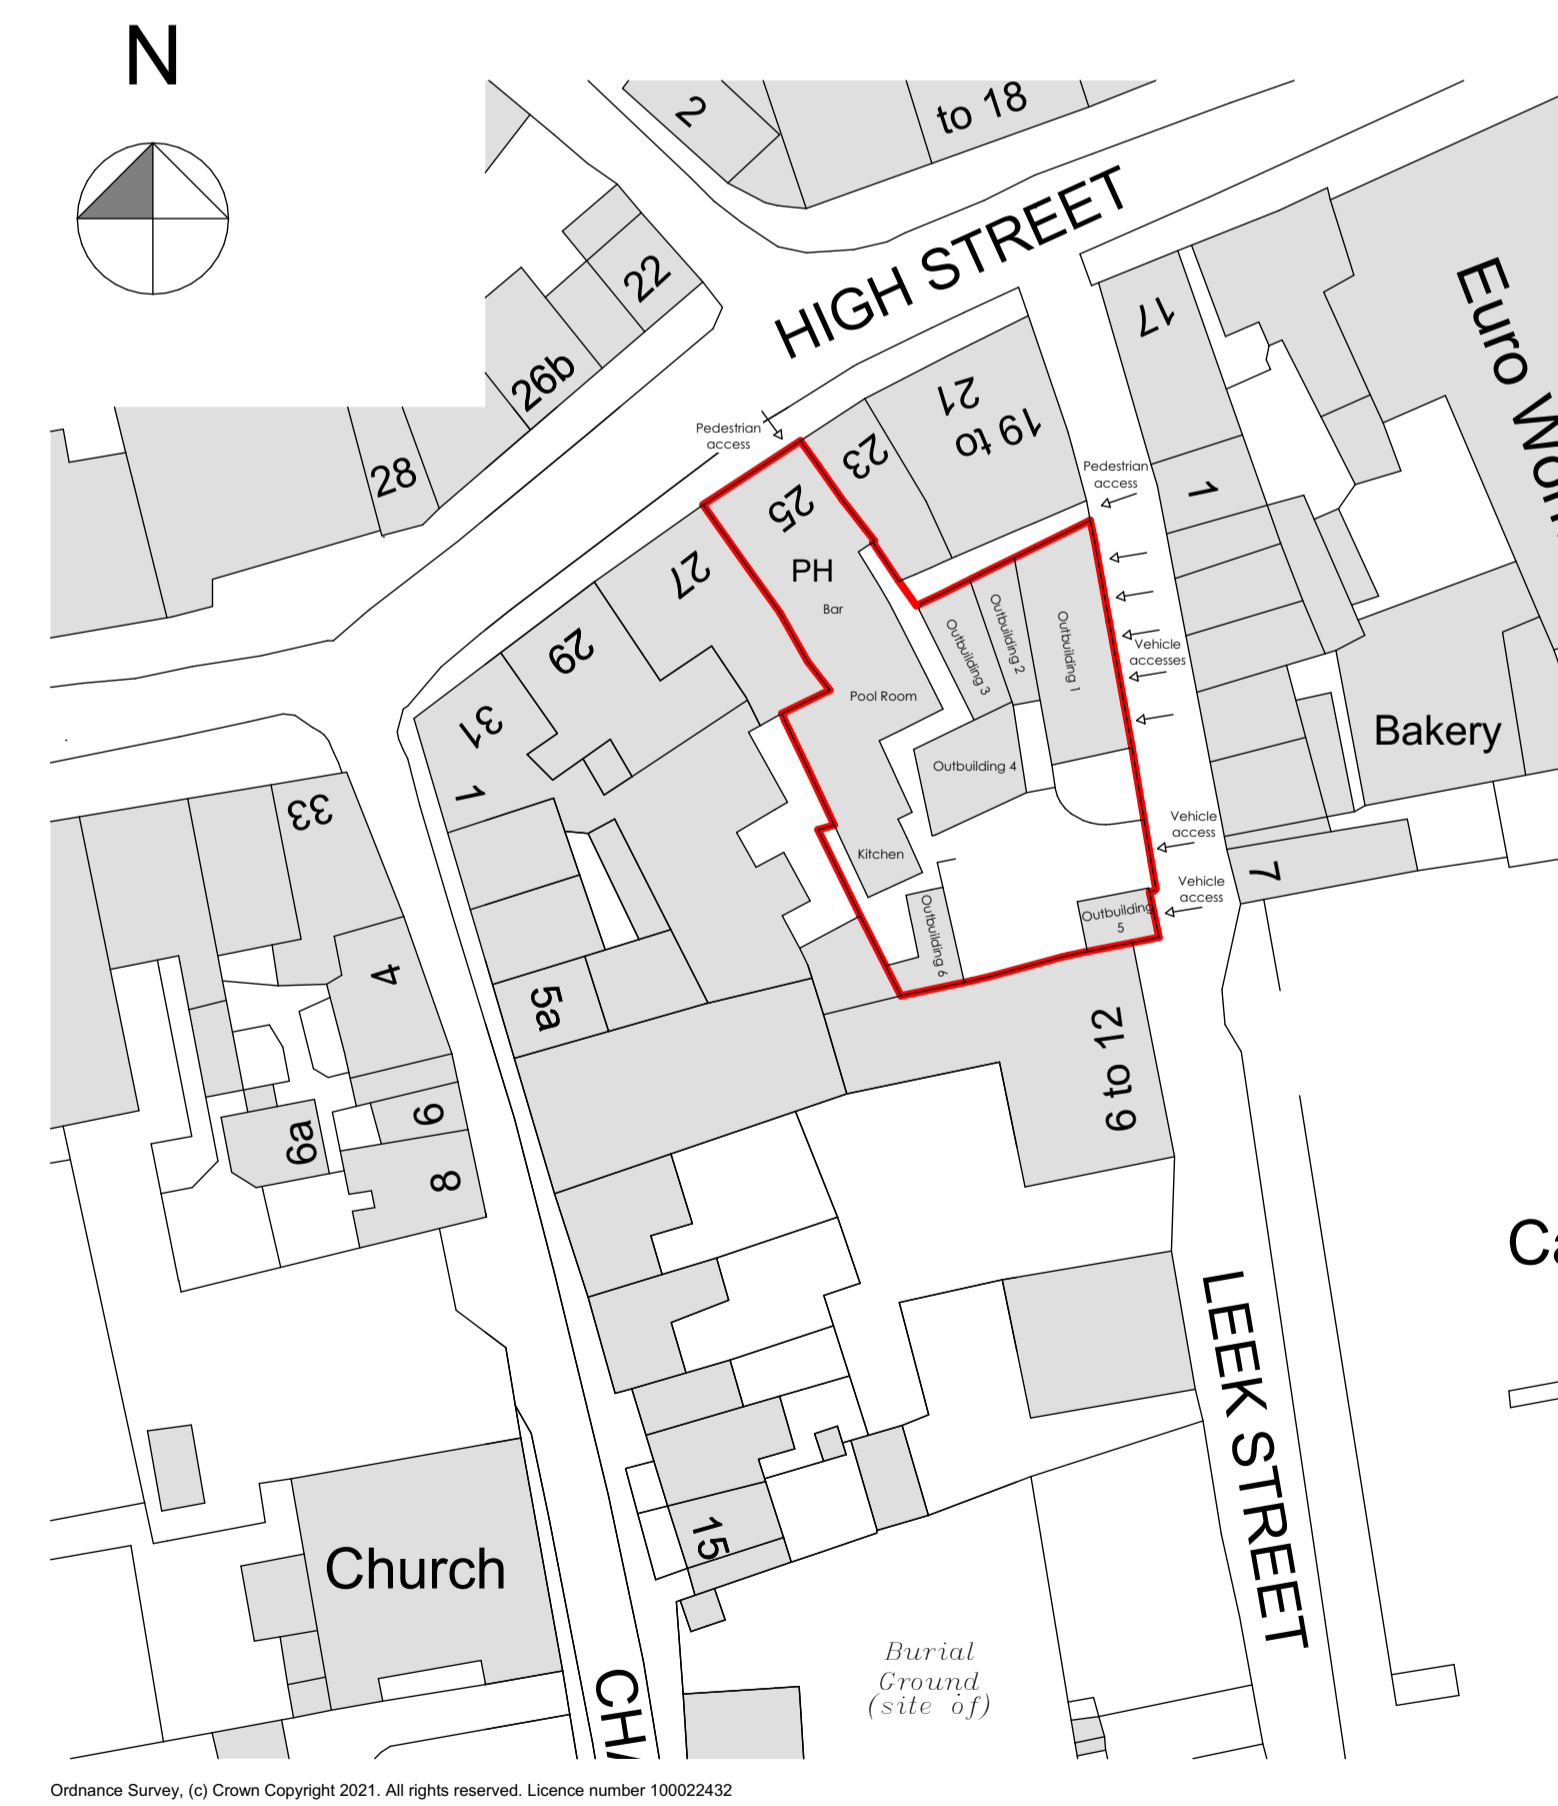 N
2
to 18
HIGH STREET
22
26b
28
17
Euro Wor
21
19 to
23
Pedestrian
access
25
Pedestrian
access
1
27
PH
Bar
29
Outbuilding 3
Outbuilding 2
Outbuilding 1
Vehicle
accesses
Pool Room
31
1
Bakery
Outbuilding 4
33
Vehicle
access
Kitchen
7
Vehicle
access
Outbuilding
5
Outbuilding 6
4
5a
6 to 12
6
6a
8
Ca
LEEK STREET
15
Church
Burial
Ground
(site of)
CHA
Ordnance Survey, (c) Crown Copyright 2021. All rights reserved. Licence number 100022432